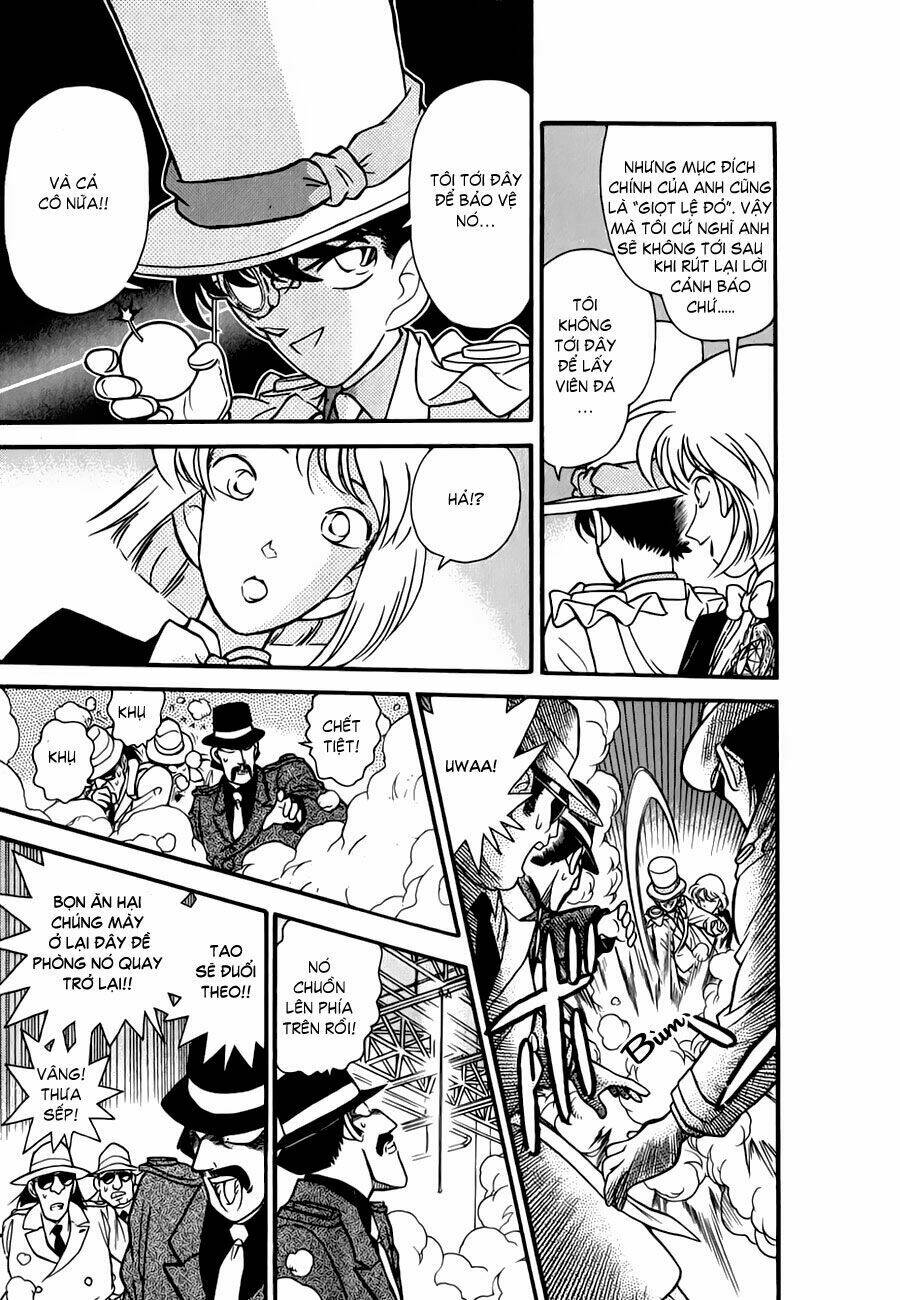 NHƯNG MỤC ĐÍCH
CHÍNH CỦA ANH CŨNG
LÀ "GIỌT LỆ ĐỎ". VẬY
MÀ TÔI CỨ NGHĨ ANH
SẼ KHÔNG TỚI SAU
KHI RÚT LẠI LỜI
CẢNH BÁO
CHỨ.....
TÔI
KHÔNG
TỚI ĐÂY
ĐỂ LẤY
VIÊN ĐÁ
...
TÔI TỚI ĐÂY
ĐỂ BẢO VỆ
NÓ...
VÀ CẢ
CÔ NỮA!!
HẢ!?
UWAA!
Bùm
CHẾT
TIỆT!
KHỤ
KHỤ
NÓ
CHUỒN
LÊN PHÍA
TRÊN RỒI!
TAO
SẼ ĐUỔI
THEO!!
BỌN ĂN HẠI
CHÚNG MÀY
Ở LẠI ĐÂY ĐỀ
PHÒNG NÓ QUAY
TRỞ LẠI!!
VÂNG!
THƯA
SẾP!